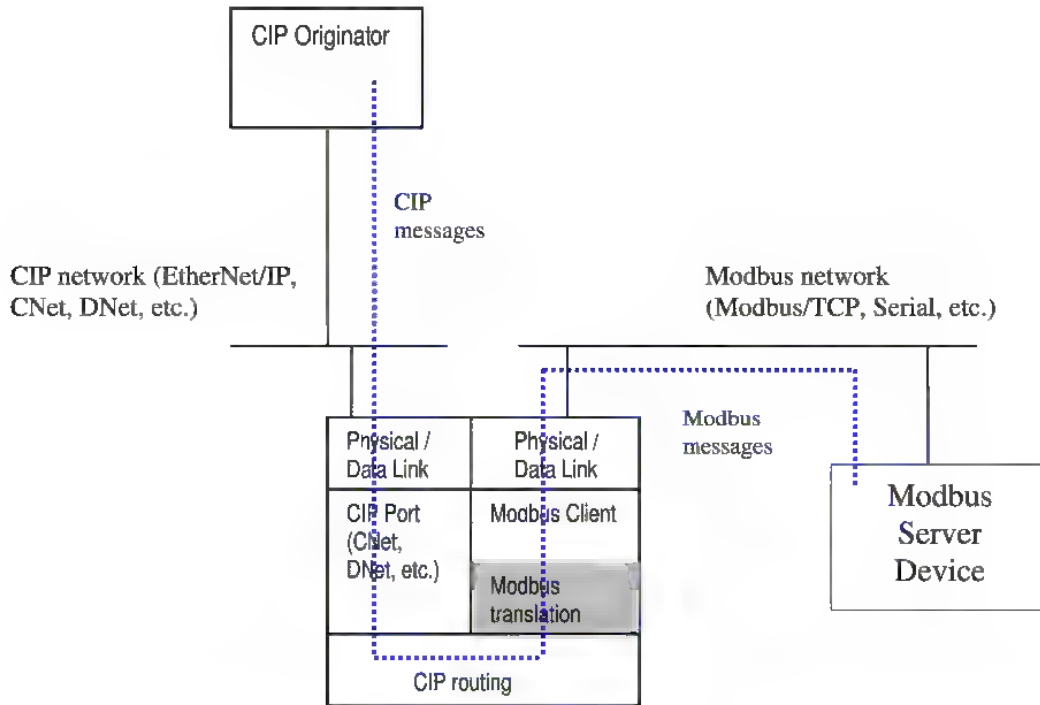 CIP Originator
CIP
messages
CIP network (EtherNet/IP,
CNet, DNet, etc.)
Modbus network
(Modbus/TCP, Serial, etc.)
Modbus
messages
Physical /
Data Link
Physical /
Data Link
CIP Port
(CNet,
DNet, etc.)
Modbus Client
Modbus
translation
CIP routing
Modbus
Server
Device